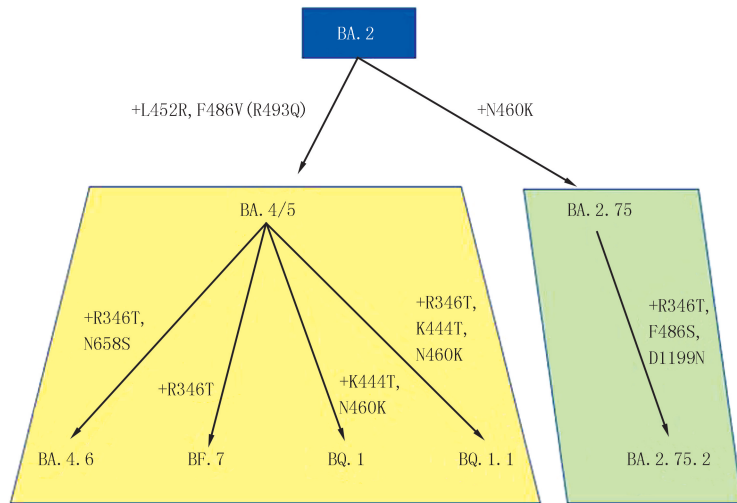 BA.2
+L452R, F486V (R493Q)
+N460K
BA.4/5
BA.2.75
+R346T,
N658S
+R346T
+K444T,
N460K
+R346T,
K444T,
N460K
+R346T,
F486S,
D1199N
BA.4.6
BF.7
BQ.1
BQ.1.1
BA.2.75.2